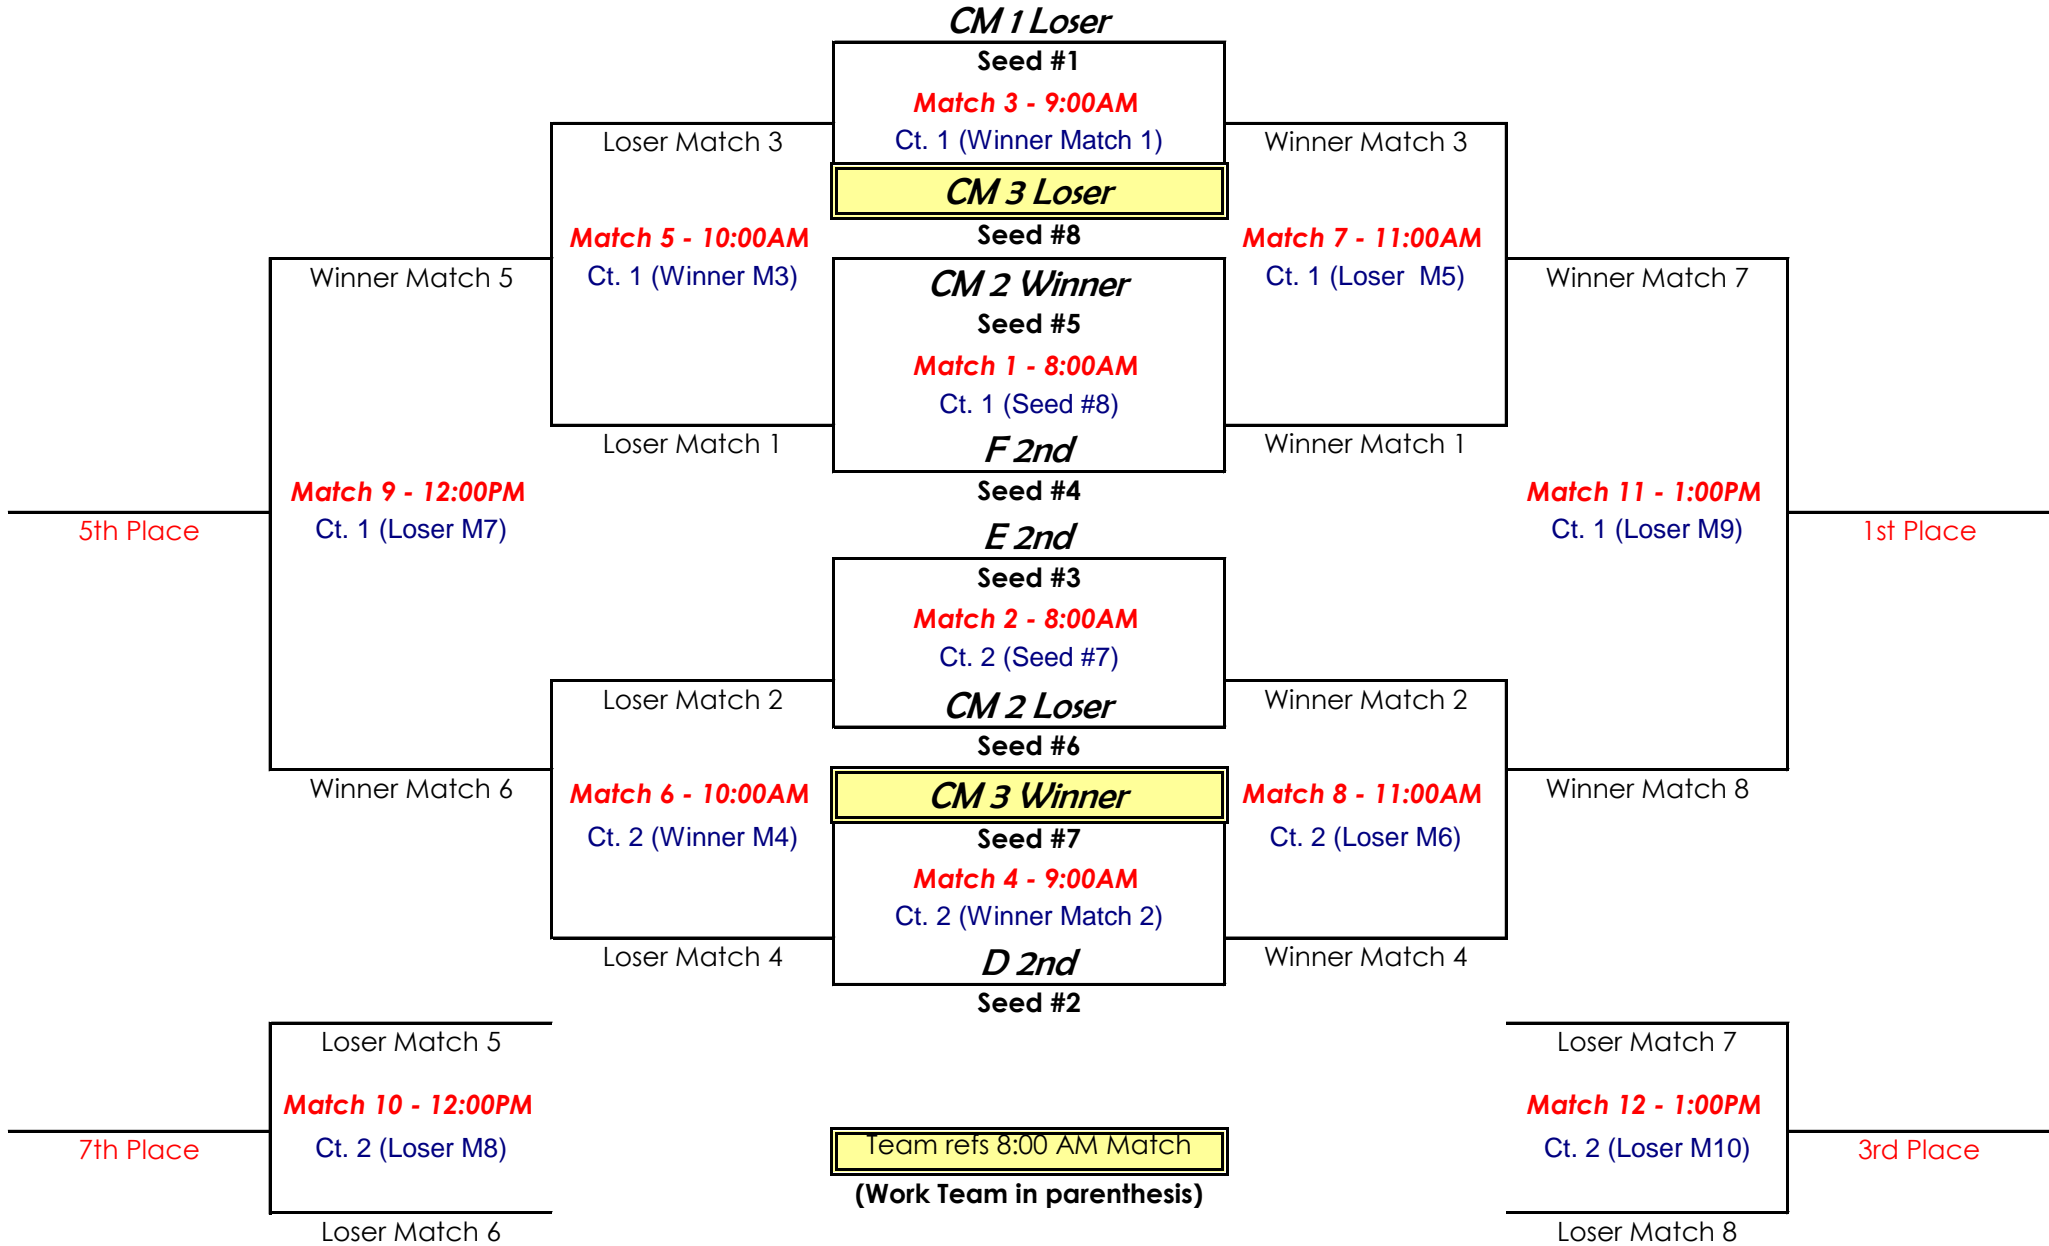 CM 1 Loser
Seed #1
Match 3 - 9:00AM
Loser Match 3
Ct. 1 (Winner Match 1)
Winner Match 3
CM 3 Loser
Seed #8
Match 5 - 10:00AM
Match 7 - 11:00AM
Winner Match 5
Ct. 1 (Winner M3)
CM 2 Winner
Ct. 1 (Loser  M5)
Winner Match 7
Seed #5
Match 1 - 8:00AM
Ct. 1 (Seed #8)
Loser Match 1
F 2nd
Winner Match 1
Match 9 - 12:00PM
Seed #4
Match 11 - 1:00PM
5th Place
Ct. 1 (Loser M7)
E 2nd
Ct. 1 (Loser M9)
1st Place
Seed #3
Match 2 - 8:00AM
Ct. 2 (Seed #7)
Loser Match 2
CM 2 Loser
Winner Match 2
Seed #6
Winner Match 6
Match 6 - 10:00AM
CM 3 Winner
Match 8 - 11:00AM
Winner Match 8
Ct. 2 (Winner M4)
Seed #7
Ct. 2 (Loser M6)
Match 4 - 9:00AM
Ct. 2 (Winner Match 2)
Loser Match 4
D 2nd
Winner Match 4
Seed #2
Loser Match 5
Loser Match 7
Match 10 - 12:00PM
Match 12 - 1:00PM
7th Place
Ct. 2 (Loser M8)
Team refs 8:00 AM Match
Ct. 2 (Loser M10)
3rd Place
(Work Team in parenthesis)
Loser Match 6
Loser Match 8